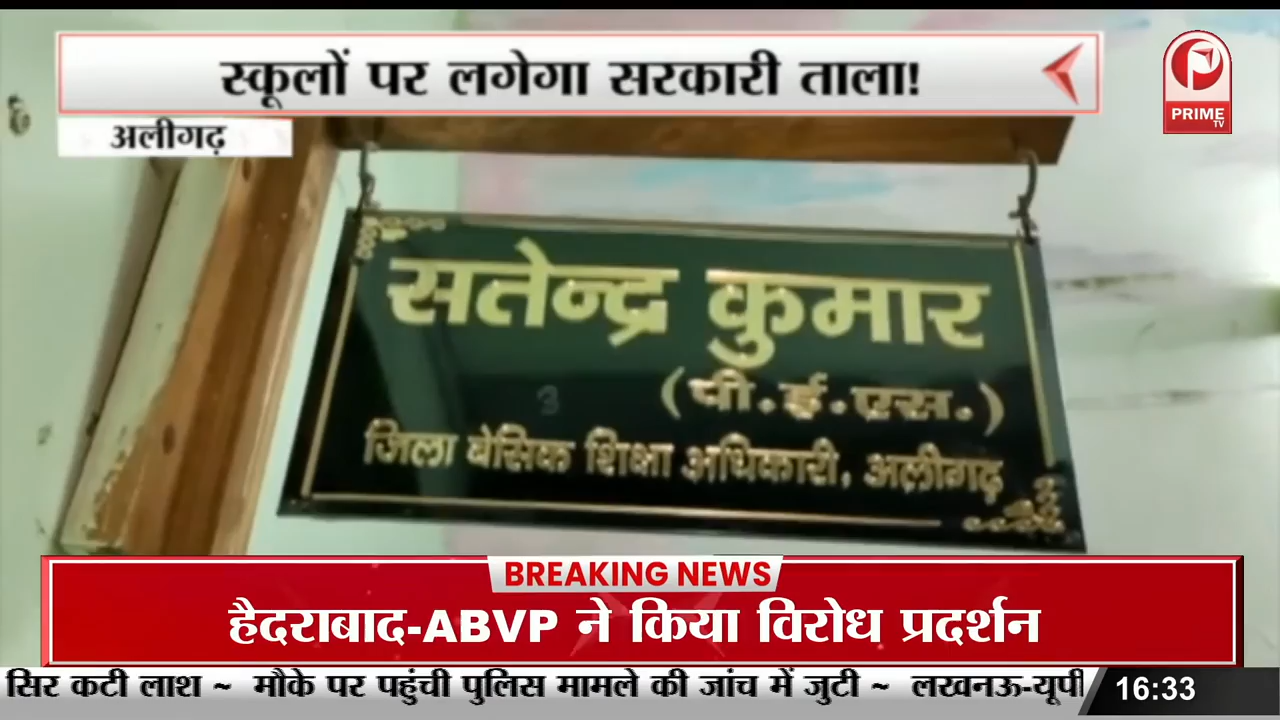 स्कूलों पर लगेगा सरकारी ताला!
PRIME
TV
अलीगढ़
सतेन्द्र कुमार
(पी.ई.एस.)
जिला बेसिक शिक्षा अधिकारी, अलीगढ़
BREAKING NEWS
हैदराबाद-ABVP ने किया विरोध प्रदर्शन
सिर कटी लाश ~ मौके पर पहुंची पुलिस मामले की जांच में जुटी ~ लखनऊ-यूपी
16:33